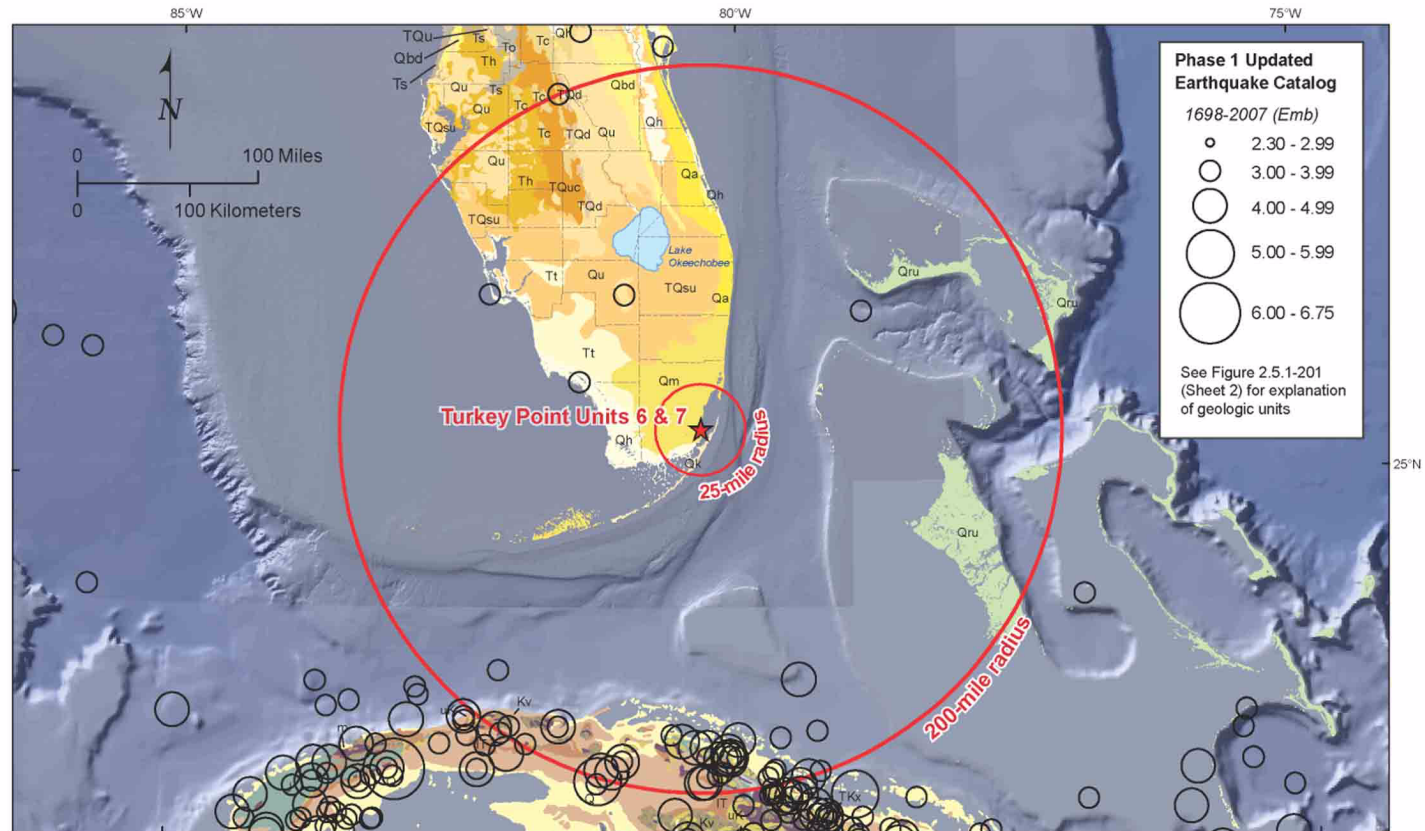 85°W
80°W
75°W
TQu
Ts
To
Tc
Qbd
Th
Ts
Qu
Ts
Tc
Tc
TQd
Qbd
Qu
TQsu
Tc
TQd
Qu
Qh
Qu
Th
TQuc
Qa
Qh
TQd
TQsu
N
0
100 Miles
0
100 Kilometers
Lake
Okeechobee
Tt
Qu
TQsu
Qa
Tt
Qm
Turkey Point Units 6 & 7
Qh
Qk
25-mile radius
200-mile radius
Qru
Qru
Qru
25°N
Phase 1 Updated
Earthquake Catalog
1698-2007 (Emb)
2.30 - 2.99
3.00 - 3.99
4.00 - 4.99
5.00 - 5.99
6.00 - 6.75
See Figure 2.5.1-201
(Sheet 2) for explanation
of geologic units
Kv
TKx
Kv